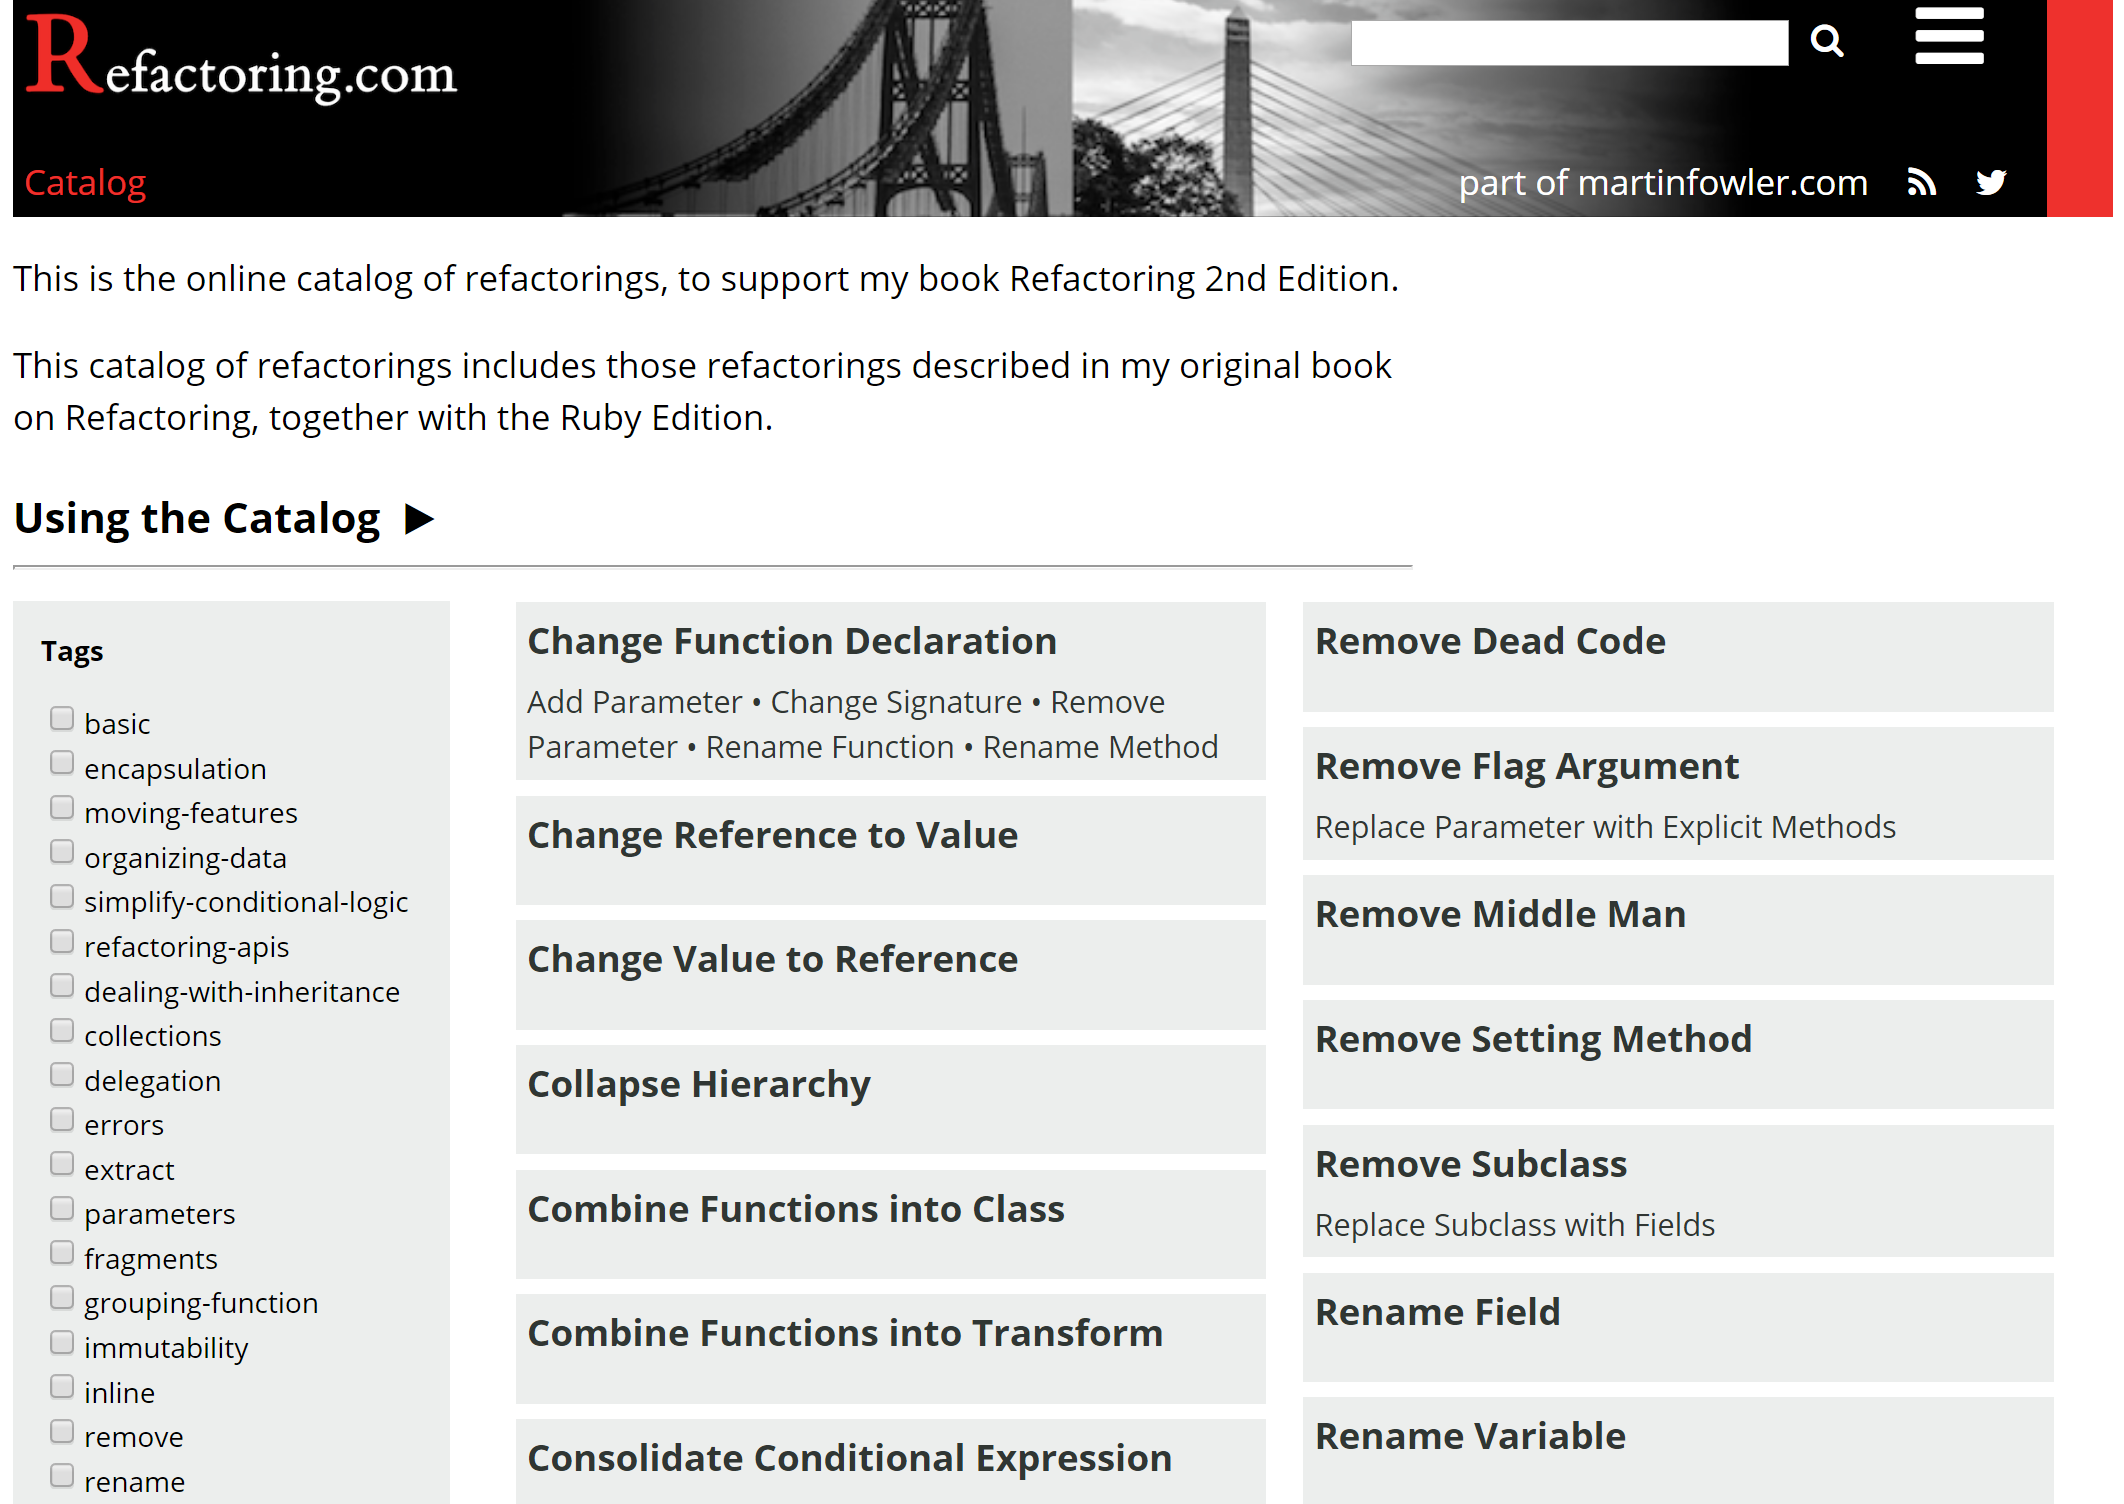 Refactoring.com
Catalog
part of martinfowler.com
This is the online catalog of refactorings, to support my book Refactoring 2nd Edition.
This catalog of refactorings includes those refactorings described in my original book
on Refactoring, together with the Ruby Edition.
Using the Catalog ►
Tags
basic
encapsulation
moving-features
organizing-data
simplify-conditional-logic
refactoring-apis
dealing-with-inheritance
collections
delegation
errors
extract
parameters
fragments
grouping-function
immutability
inline
remove
rename
Change Function Declaration
Add Parameter • Change Signature • Remove
Parameter • Rename Function • Rename Method
Change Reference to Value
Change Value to Reference
Collapse Hierarchy
Combine Functions into Class
Combine Functions into Transform
Consolidate Conditional Expression
Remove Dead Code
Remove Flag Argument
Replace Parameter with Explicit Methods
Remove Middle Man
Remove Setting Method
Remove Subclass
Replace Subclass with Fields
Rename Field
Rename Variable